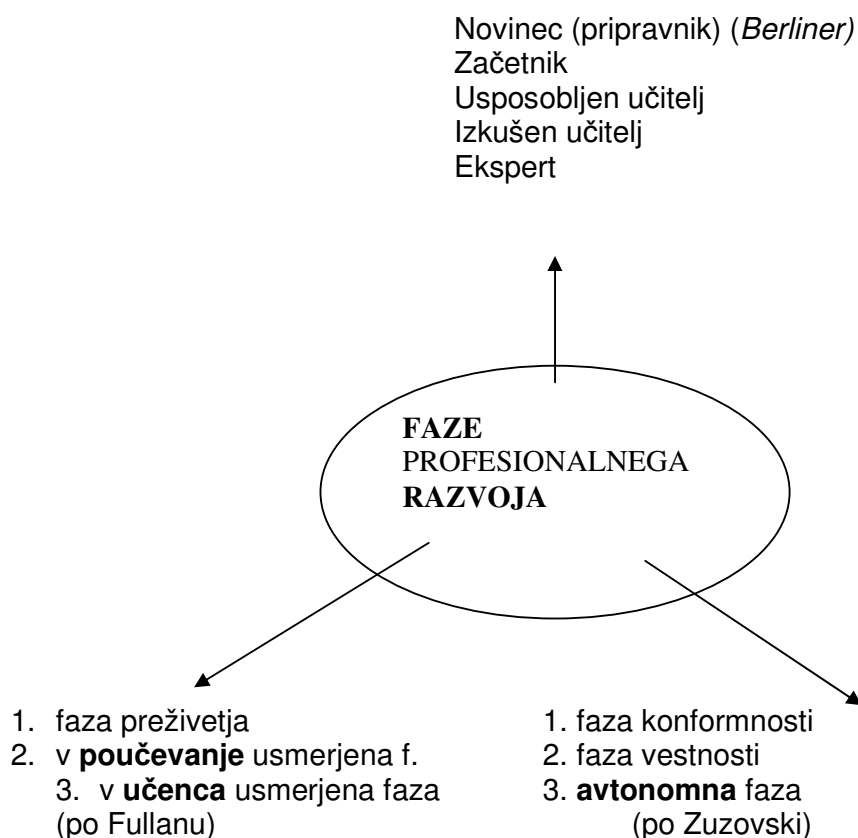 Novinec (pripravnik) (Berliner)
Začetnik
Usposobljen učitelj
Izkušen učitelj
Ekspert
FAZE
PROFESIONALNEGA
RAZVOJA
1. faza preživetja
2. v poučevanje usmerjena f.
3. v učenca usmerjena faza
(po Fullanu)
1. faza konformnosti
2. faza vestnosti
3. avtonomna faza
(po Zuzovski)